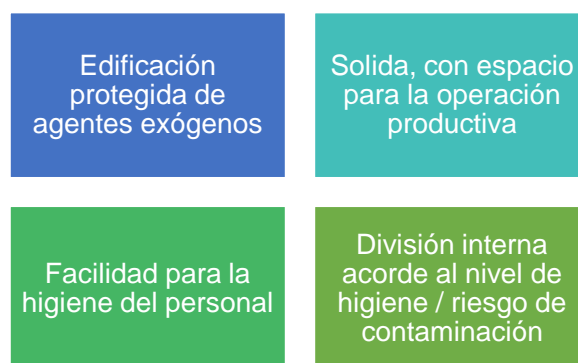 Edificación
protegida de
agentes exógenos
Solida, con espacio
para la operación
productiva
Facilidad para la
higiene del personal
División interna
acorde al nivel de
higiene / riesgo de
contaminación